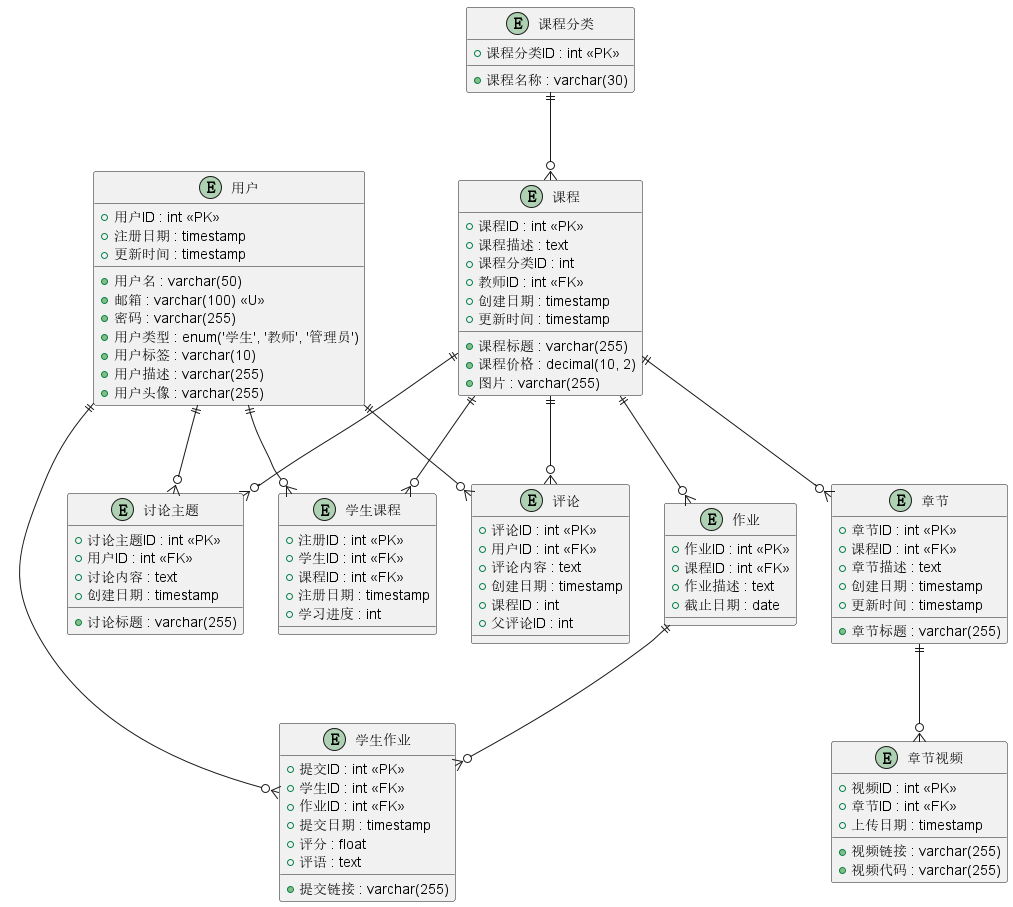 E 课程分类
课程分类ID : int «PK»
课程名称 : varchar(30)
E 用户
用户ID : int «PK»
注册日期 : timestamp
更新时间 : timestamp
用户名 : varchar(50)
邮箱 : varchar(100) «U»
密码 : varchar(255)
用户类型 : enum('学生', '教师', '管理员')
用户标签 : varchar(10)
用户描述 : varchar(255)
用户头像 : varchar(255)
E 课程
课程ID : int «PK»
课程描述 : text
课程分类ID : int
教师ID : int «FK»
创建日期 : timestamp
更新时间 : timestamp
课程标题 : varchar(255)
课程价格 : decimal(10, 2)
图片 : varchar(255)
E 讨论主题
讨论主题ID : int «PK»
用户ID : int «FK»
讨论内容 : text
创建日期 : timestamp
讨论标题 : varchar(255)
E 学生课程
注册ID : int «PK»
学生ID : int «FK»
课程ID : int «FK»
注册日期 : timestamp
学习进度 : int
E 评论
评论ID : int «PK»
用户ID : int «FK»
评论内容 : text
创建日期 : timestamp
课程ID : int
父评论ID : int
E 作业
作业ID : int «PK»
课程ID : int «FK»
作业描述 : text
截止日期 : date
E 章节
章节ID : int «PK»
课程ID : int «FK»
章节描述 : text
创建日期 : timestamp
更新时间 : timestamp
章节标题 : varchar(255)
E 学生作业
提交ID : int «PK»
学生ID : int «FK»
作业ID : int «FK»
提交日期 : timestamp
评分 : float
评语 : text
提交链接 : varchar(255)
E 章节视频
视频ID : int «PK»
章节ID : int «FK»
上传日期 : timestamp
视频链接 : varchar(255)
视频代码 : varchar(255)